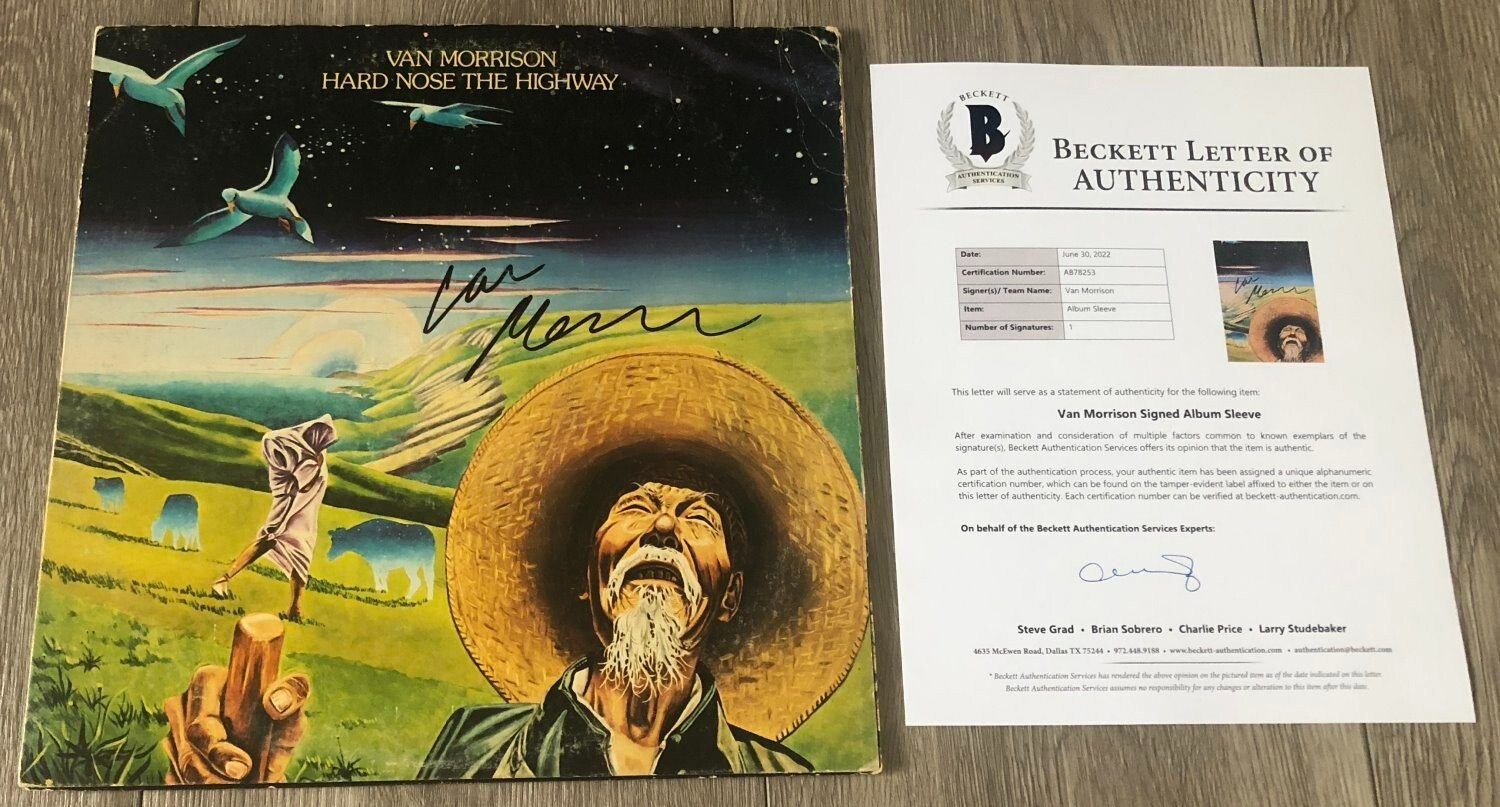 VAN MORRISON
HARD NOSE THE HIGHWAY
Van
Morrison
BECKETT
B
AUTHENTICATION
SERVICES
BECKETT LETTER OF
AUTHENTICITY
Date: June 30, 2022
Certification Number: AB78253
Signer(s)/ Team Name: Van Morrison
Item: Album Sleeve
Number of Signatures: 1
This letter will serve as a statement of authenticity for the following item:
Van Morrison Signed Album Sleeve
After examination and consideration of multiple factors common to known exemplars of the
signature(s), Beckett Authentication Services offers its opinion that the item is authentic.
As part of the authentication process, your authentic item has been assigned a unique alphanumeric
certification number, which can be found on the tamper-evident label affixed to either the item or on
this letter of authenticity. Each certification number can be verified at beckett-authentication.com.
On behalf of the Beckett Authentication Services Experts:
Steve Grad • Brian Sobrero • Charlie Price • Larry Studebaker
4635 McEwen Road, Dallas TX 75244 • 972.448.9188 • www.beckett-authentication.com • authentication@beckett.com
* Beckett Authentication Services has rendered the above opinion on the pictured item as of the date indicated on this letter.
Beckett Authentication Services assumes no responsibility for any changes or alteration to this item after this date.